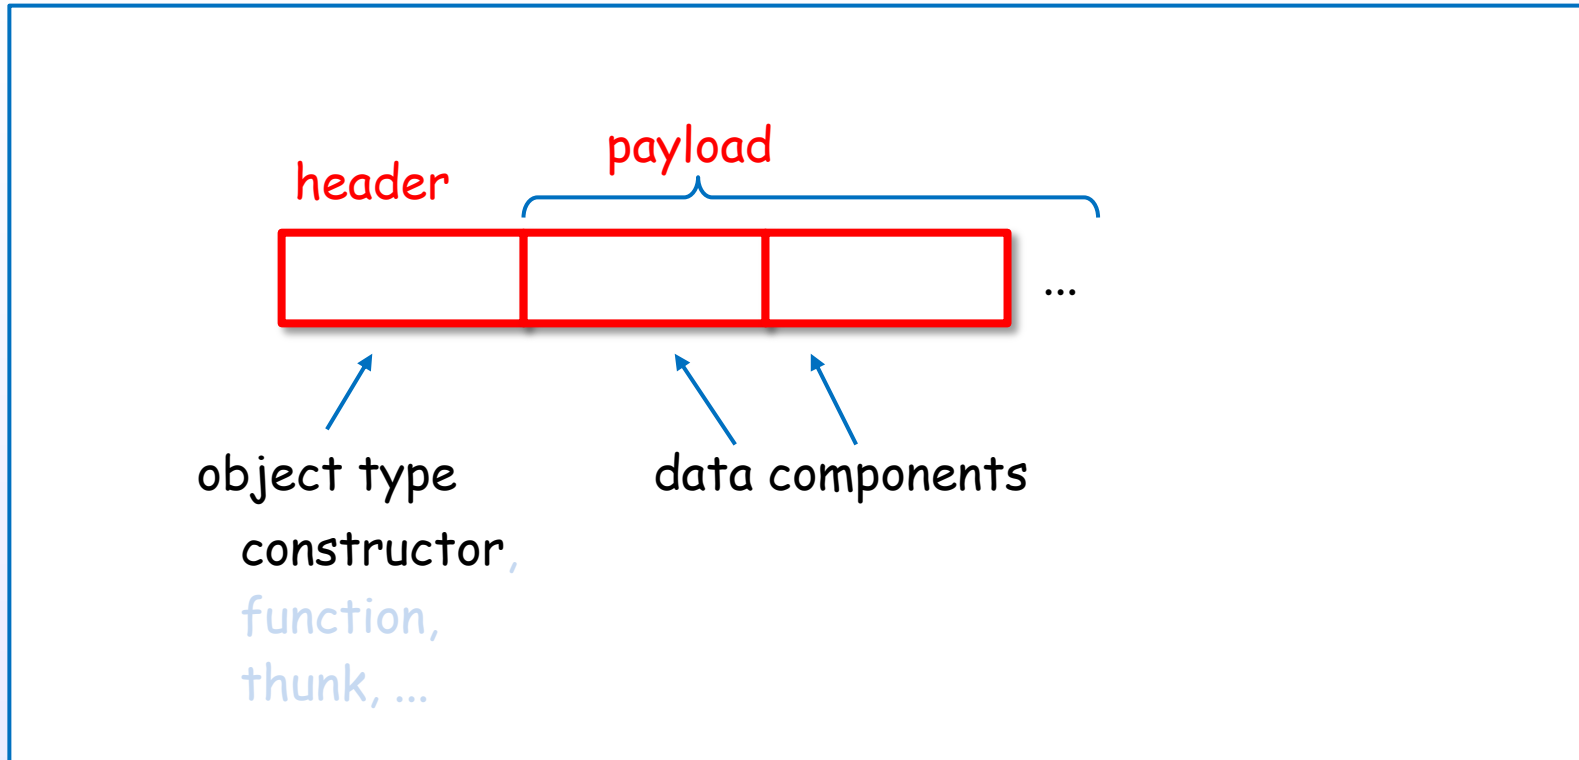 payload
header
...
object type
data components
constructor,
function,
thunk, ...